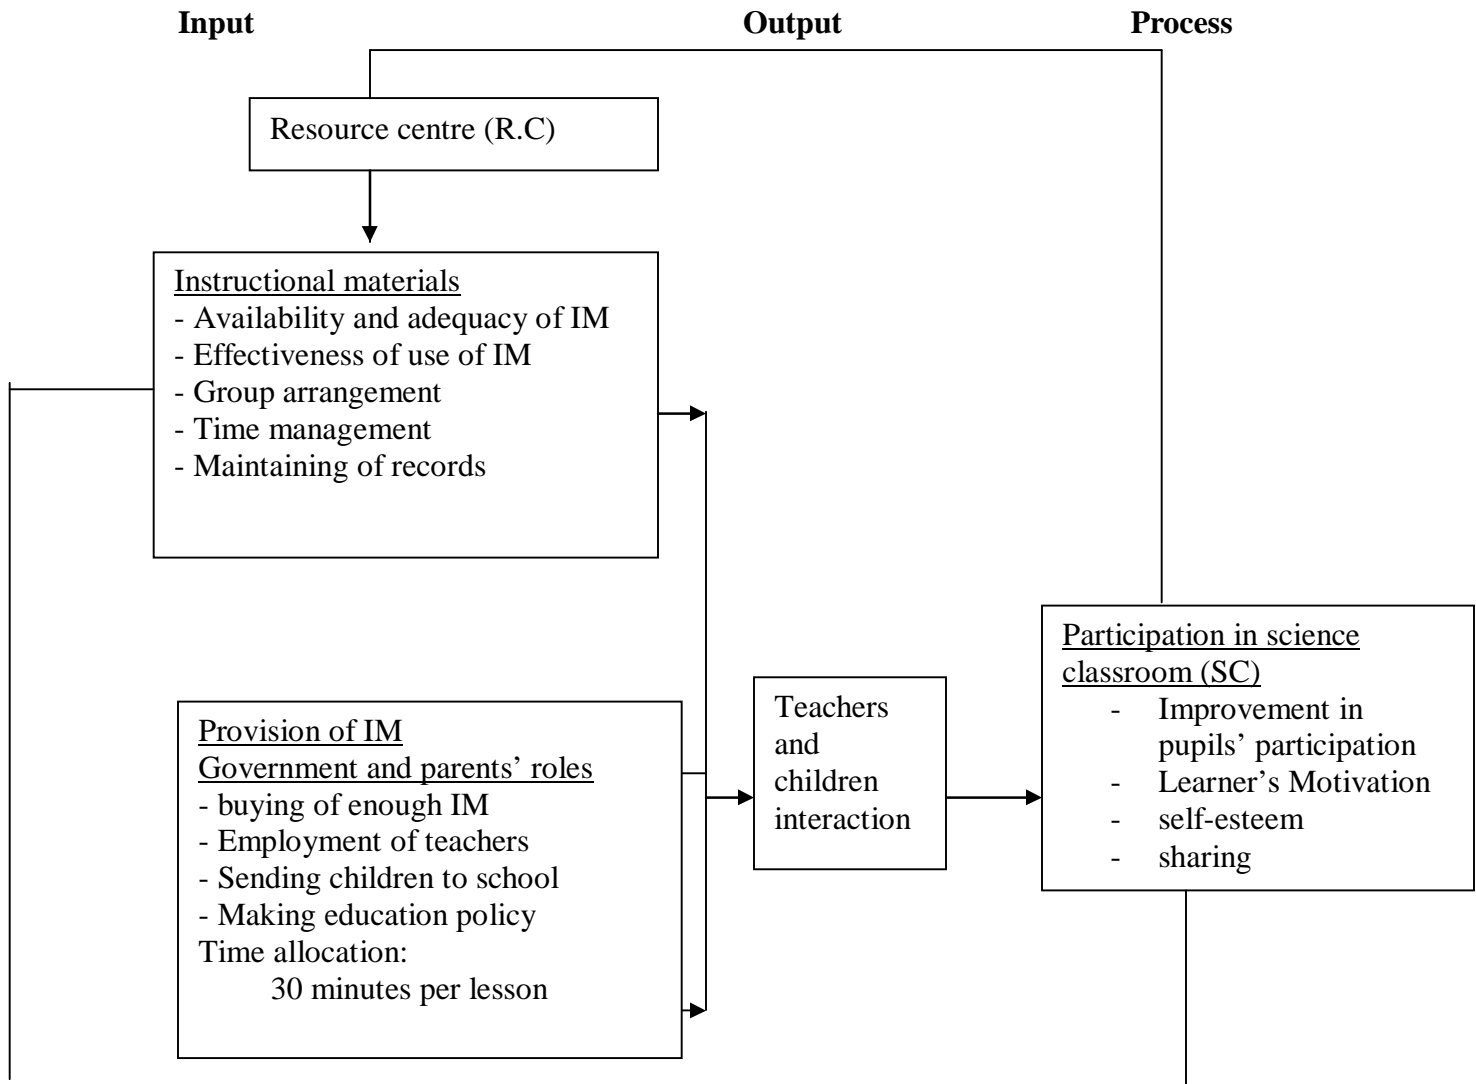 Input Output Process
Resource centre (R.C)
Instructional materials
- Availability and adequacy of IM
- Effectiveness of use of IM
- Group arrangement
- Time management
- Maintaining of records
Provision of IM
Government and parents’ roles
- buying of enough IM
- Employment of teachers
- Sending children to school
- Making education policy
Time allocation:
30 minutes per lesson
Teachers
and
children
interaction
Participation in science
classroom (SC)
- Improvement in
pupils’ participation
- Learner’s Motivation
- self-esteem
- sharing